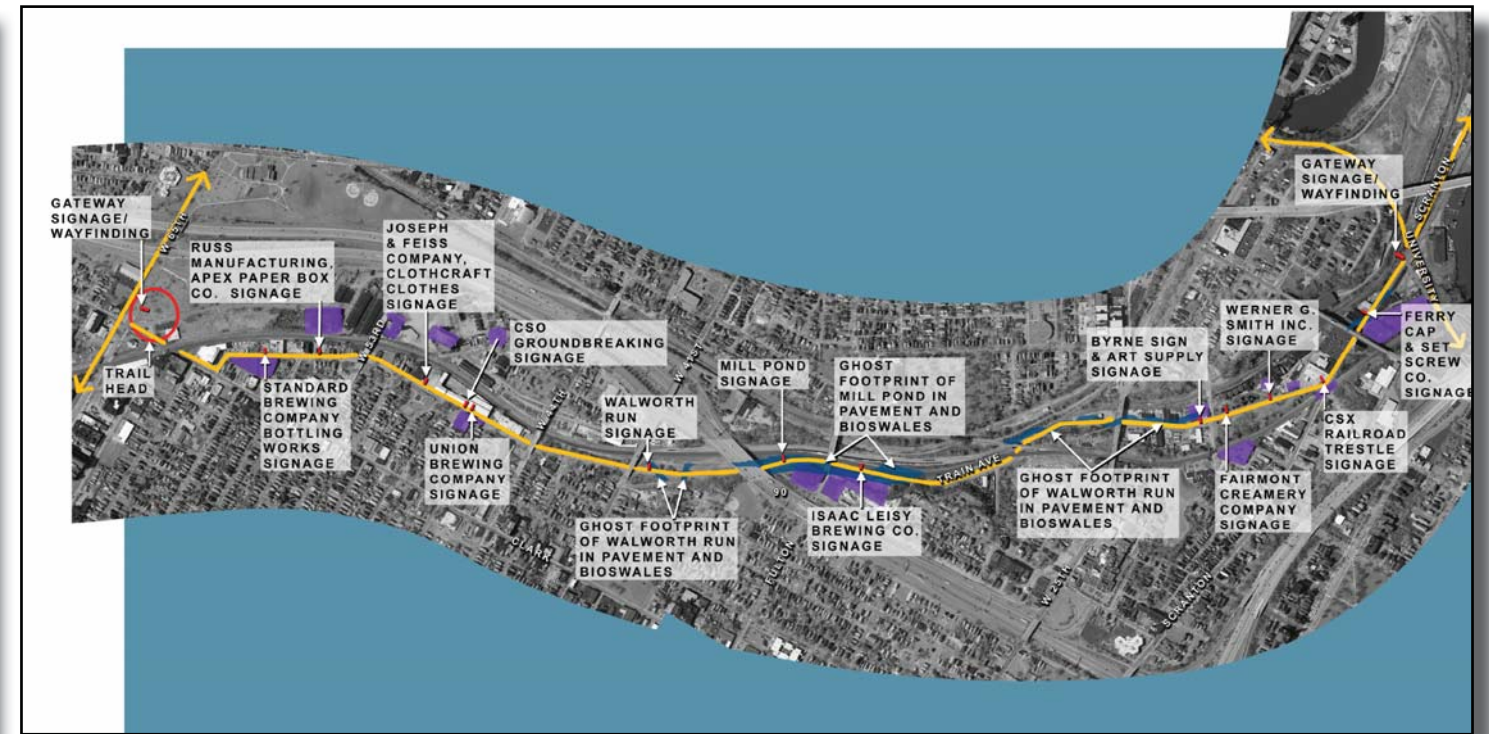 GATEWAY
SIGNAGE/
WAYFINDING
W 65TH
RUSS
MANUFACTURING,
APEX PAPER BOX
CO. SIGNAGE
TRAIL
HEAD
STANDARD
BREWING
COMPANY
BOTTLING
WORKS
SIGNAGE
W 53RD
JOSEPH
& FEISS
COMPANY,
CLOTHCRAFT
CLOTHES
SIGNAGE
CSO
GROUNDBREAKING
SIGNAGE
UNION
BREWING
COMPANY
SIGNAGE
W 44TH
CLARK
WALWORTH
RUN
SIGNAGE
W 41ST
GHOST FOOTPRINT
OF WALWORTH RUN
IN PAVEMENT AND
BIOSWALES
MILL POND
SIGNAGE
90
FULTON
GHOST
FOOTPRINT OF
MILL POND IN
PAVEMENT AND
BIOSWALES
ISAAC LEISY
BREWING CO.
SIGNAGE
TRAIN AVE
GHOST FOOTPRINT
OF WALWORTH RUN
IN PAVEMENT AND
BIOSWALES
W 25TH
SCRANTON
BYRNE SIGN
& ART SUPPLY
SIGNAGE
WERNER G.
SMITH INC.
SIGNAGE
FAIRMONT
CREAMERY
COMPANY
SIGNAGE
CSX
RAILROAD
TRESTLE
SIGNAGE
FERRY
CAP
& SET
SCREW
CO.
SIGNAGE
GATEWAY
SIGNAGE/
WAYFINDING
SCRANTON
UNIVERSITY